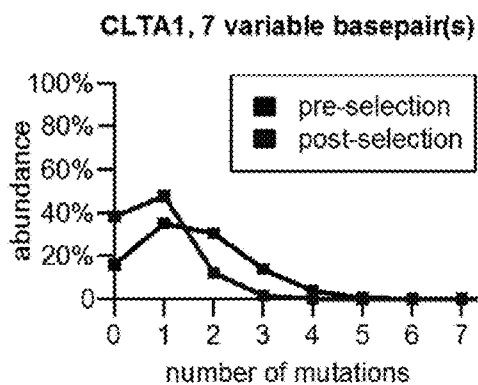 CLTA1, 7 variable basepair(s)
100%
80%
60%
40%
20%
0
abundance
pre-selection
post-selection
0 1 2 3 4 5 6 7
number of mutations